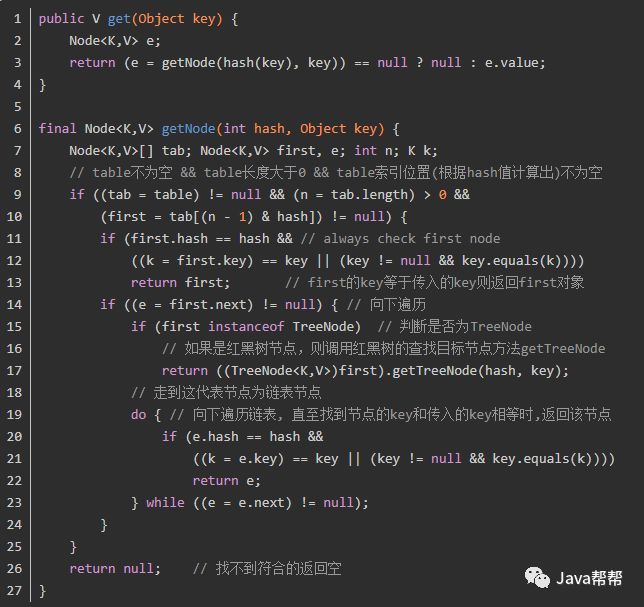 1 public V get(Object key) {
2     Node<K,V> e;
3     return (e = getNode(hash(key), key)) == null ? null : e.value;
4 }
5
6 final Node<K,V> getNode(int hash, Object key) {
7     Node<K,V>[] tab; Node<K,V> first, e; int n; K k;
8     // table不为空 && table长度大于0 && table索引位置(根据hash值计算出)不为空
9     if ((tab = table) != null && (n = tab.length) > 0 &&
10         (first = tab[(n - 1) & hash]) != null) {
11         if (first.hash == hash && // always check first node
12             ((k = first.key) == key || (key != null && key.equals(k))))
13             return first;       // first的key等于传入的key则返回first对象
14         if ((e = first.next) != null) { // 向下遍历
15             if (first instanceof TreeNode)  // 判断是否为TreeNode
16                 // 如果是红黑树节点，则调用红黑树的查找目标节点方法getTreeNode
17                 return ((TreeNode<K,V>)first).getTreeNode(hash, key);
18             // 走到这代表节点为链表节点
19             do { // 向下遍历链表, 直至找到节点的key和传入的key相等时,返回该节点
20                 if (e.hash == hash &&
21                     ((k = e.key) == key || (key != null && key.equals(k))))
22                     return e;
23             } while ((e = e.next) != null);
24         }
25     }
26     return null;    // 找不到符合的返回空
27 }
Java帮帮